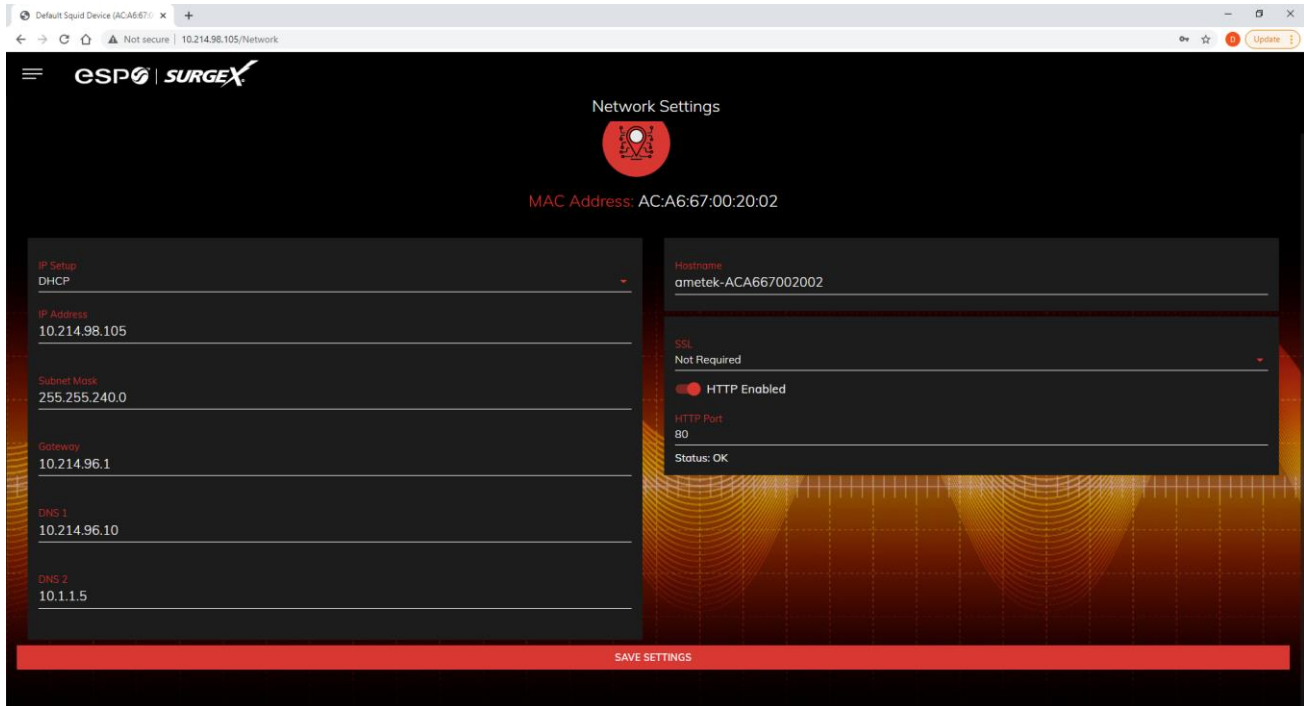 Default Squid Device (AC:A6:67:0
Not secure | 10.214.98.105/Network
D Update
esp | SURGEX
Network Settings
MAC Address: AC:A6:67:00:20:02
IP Setup
DHCP
IP Address
10.214.98.105
Subnet Mask
255.255.240.0
Gateway
10.214.96.1
DNS 1
10.214.96.10
DNS 2
10.1.1.5
Hostname
ametek-ACA667002002
SSL
Not Required
HTTP Enabled
HTTP Port
80
Status: OK
SAVE SETTINGS